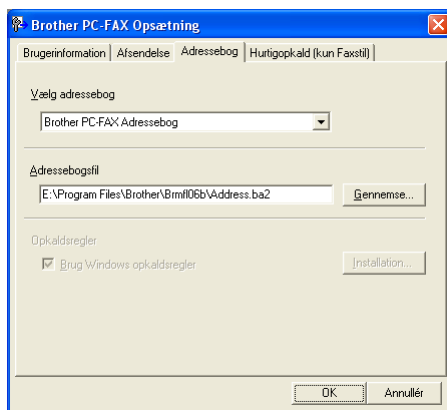 Brother PC-FAX Opsætning
Brugerinformation Afsendelse Adressebog Hurtigopkald (kun Faxstil)
Vælg adressebog
Brother PC-FAX Adressebog
Adressebogsfil
E:\Program Files\Brother\Brmfl06b\Address.ba2 Gennemse...
Opkaldsregler
Brug Windows opkaldsregler Installation...
OK Annullér